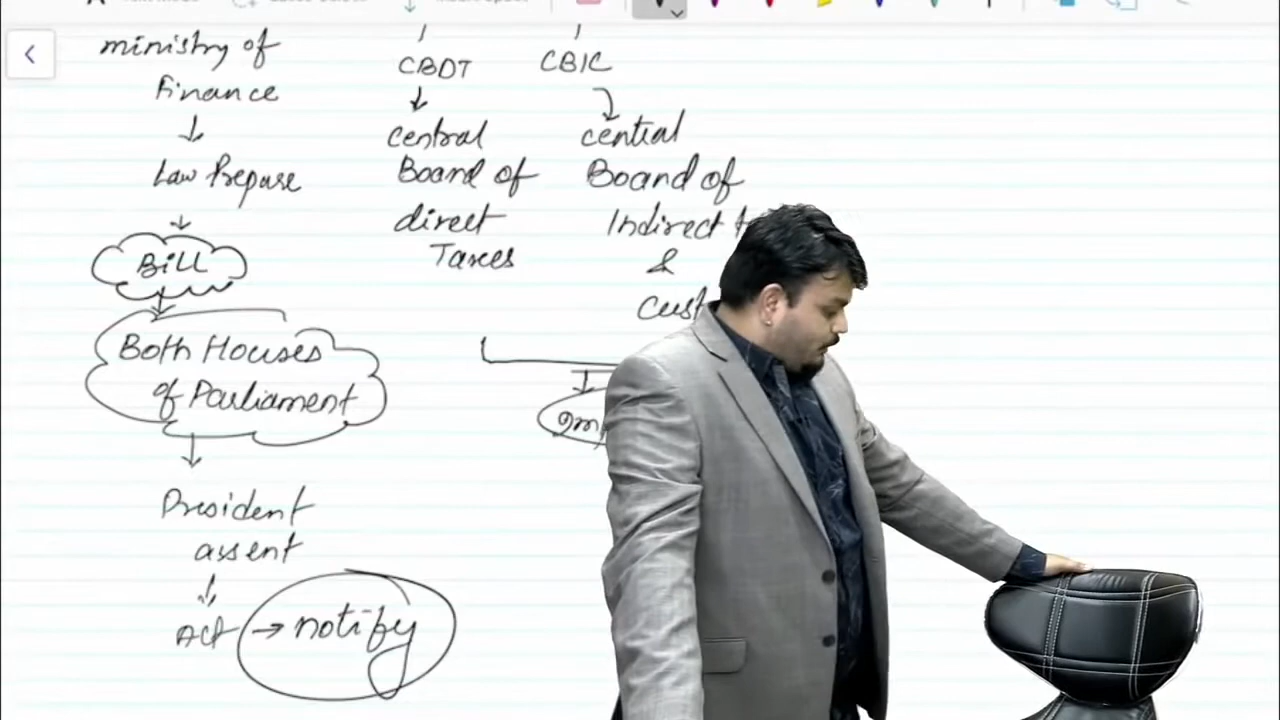 ministry of
Finance
Law Prepare
Bill
Both Houses
of Parliament
President
assent
Act → notify
CBDT
central
Board of
direct
Taxes
CBIC
central
Board of
Indirect
&